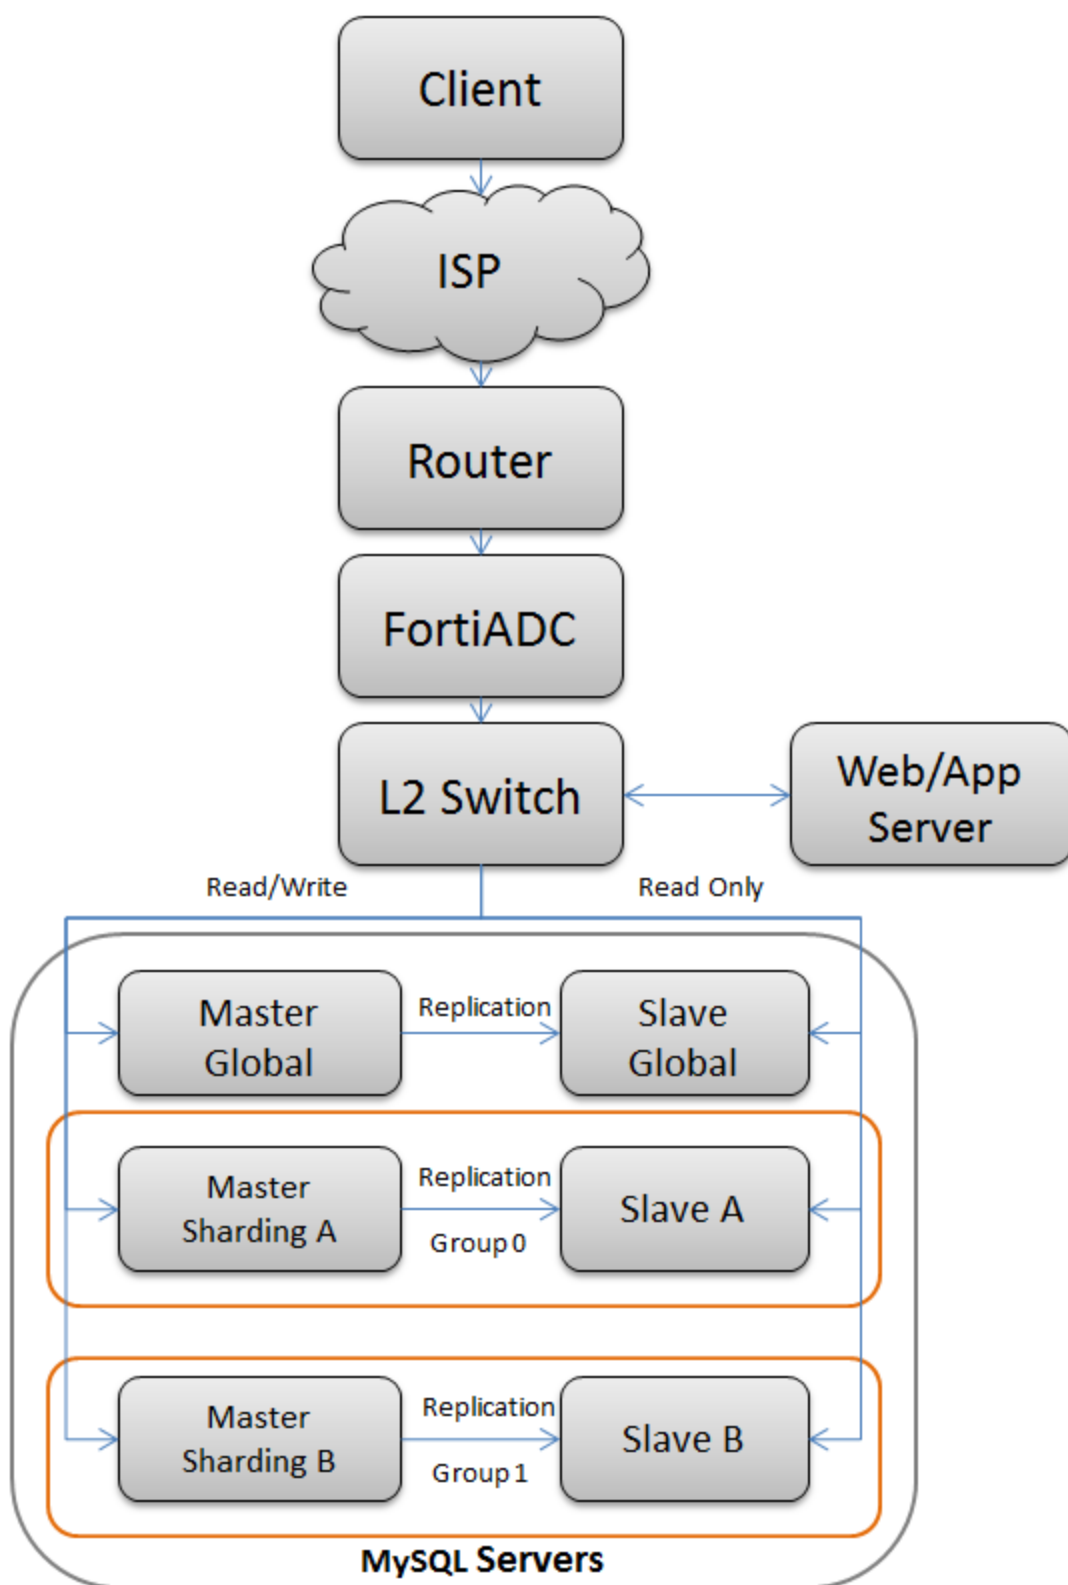 Client
ISP
Router
FortiADC
L2 Switch
Web/App
Server
Read/Write
Read Only
Master
Global
Replication
Slave
Global
Master
Sharding A
Replication
Group 0
Slave A
Master
Sharding B
Replication
Group 1
Slave B
MySQL Servers